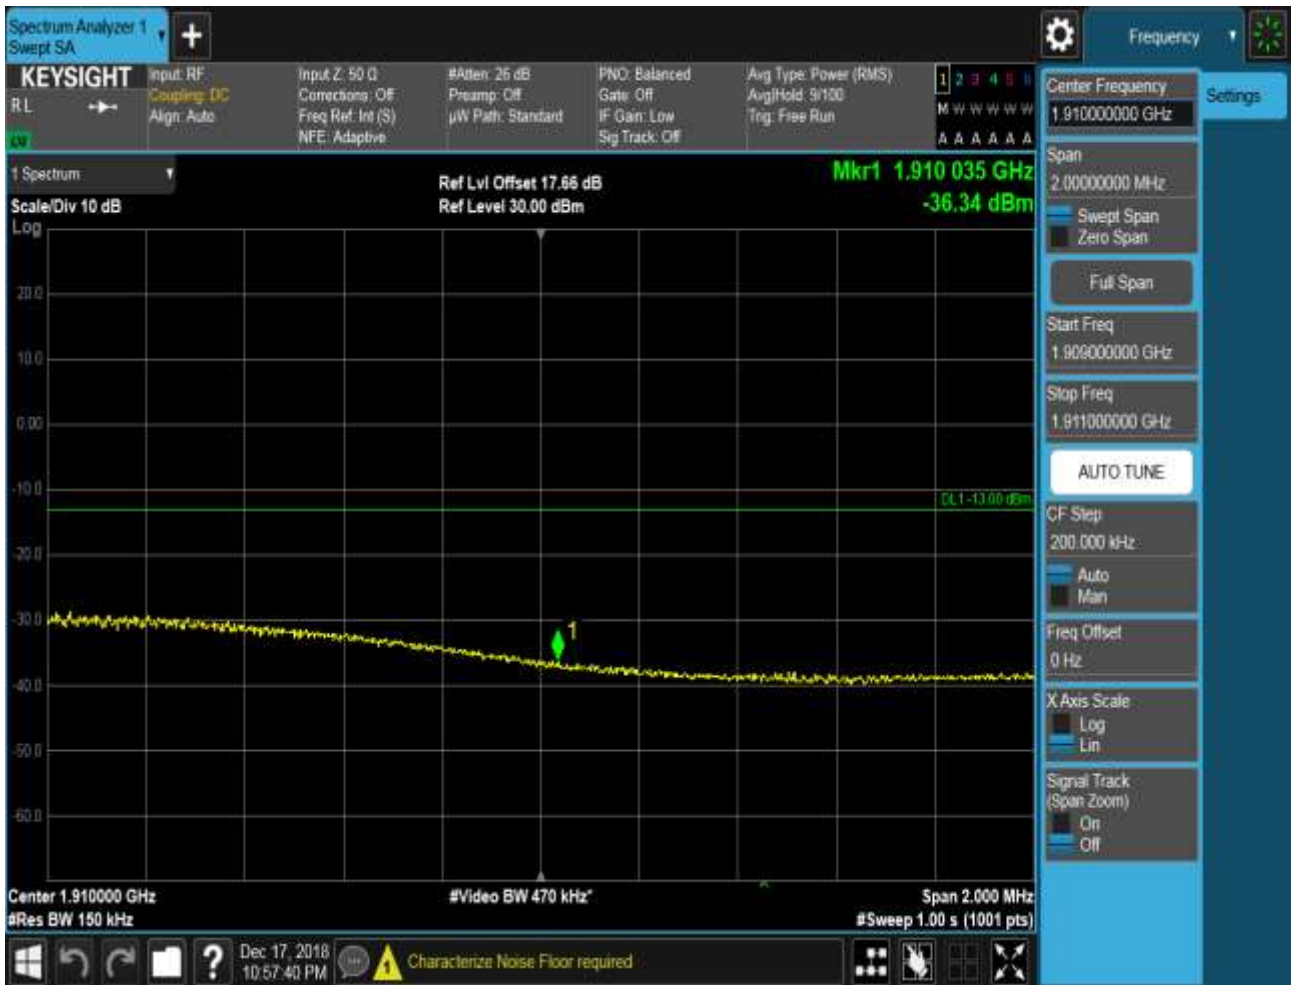 Spectrum Analyzer 1
Swept SA
+
Frequency
KEYSIGHT
RL
LXI
Input: RF
Coupling: DC
Align: Auto
Input Z: 50 Ω
Corrections: Off
Freq Ref: Int (S)
NFE: Adaptive
#Atten: 26 dB
Preamp: Off
µW Path: Standard
PNO: Balanced
Gate: Off
IF Gain: Low
Sig Track: Off
Avg Type: Power (RMS)
Avg|Hold: 9/100
Trig: Free Run
1 2 3 4 5 6
M W W W W W
A A A A A A
1 Spectrum
Scale/Div 10 dB
Log
Ref Lvl Offset 17.66 dB
Ref Level 30.00 dBm
Mkr1 1.910 035 GHz
-36.34 dBm
20.0
10.0
0.00
-10.0
-20.0
-30.0
-40.0
-50.0
-60.0
DL1 -13.00 dBm
1
Center 1.910000 GHz
#Res BW 150 kHz
#Video BW 470 kHz*
Span 2.000 MHz
#Sweep 1.00 s (1001 pts)
Center Frequency
1.910000000 GHz
Settings
Span
2.00000000 MHz
Swept Span
Zero Span
Full Span
Start Freq
1.909000000 GHz
Stop Freq
1.911000000 GHz
AUTO TUNE
CF Step
200.000 kHz
Auto
Man
Freq Offset
0 Hz
X Axis Scale
Log
Lin
Signal Track
(Span Zoom)
On
Off
?
Dec 17, 2018
10:57:40 PM
1
Characterize Noise Floor required